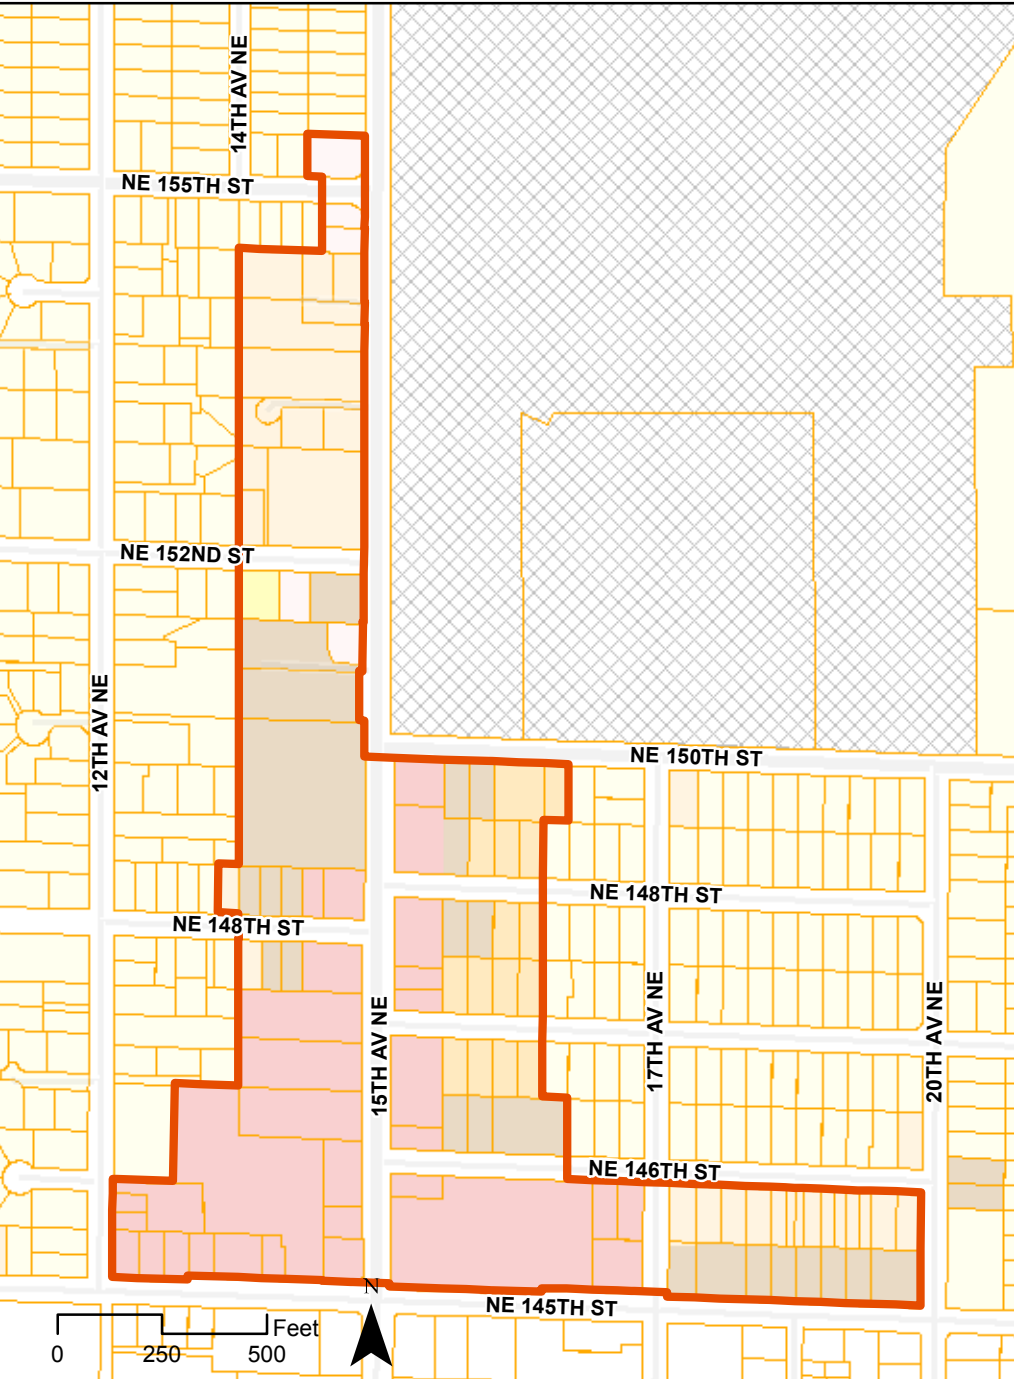 14TH AV NE
NE 155TH ST
NE 152ND ST
12TH AV NE
NE 150TH ST
NE 148TH ST
NE 148TH ST
15TH AV NE
17TH AV NE
20TH AV NE
NE 146TH ST
N
NE 145TH ST
Feet
0 250 500